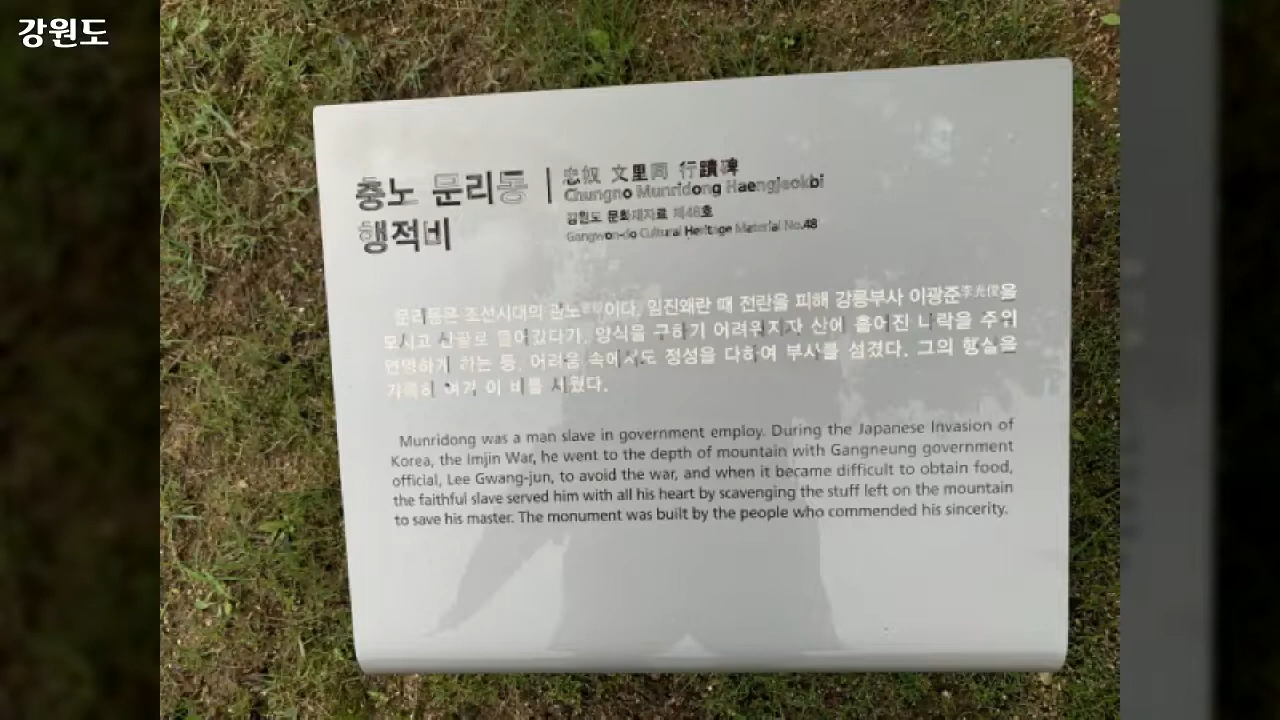 강원도
충노 문리동
행적비
忠奴 文里同 行蹟碑
Chungno Munridong Haengjeokbi
강원도 문화재자료 제48호
Gangwon-do Cultural Heritage Material No.48
문리동은 조선시대의 관노官奴이다. 임진왜란 때 전란을 피해 강릉부사 이광준李光俊을
모시고 산골로 들어갔다가, 양식을 구하기 어려워지자 산에 흩어진 나락을 주워
연명하게 하는 등, 어려움 속에서도 정성을 다하여 부사를 섬겼다. 그의 행실을
갸륵히 여겨 이 비를 세웠다.
Munridong was a man slave in government employ. During the Japanese Invasion of
Korea, the Imjin War, he went to the depth of mountain with Gangneung government
official, Lee Gwang-jun, to avoid the war, and when it became difficult to obtain food,
the faithful slave served him with all his heart by scavenging the stuff left on the mountain
to save his master. The monument was built by the people who commended his sincerity.